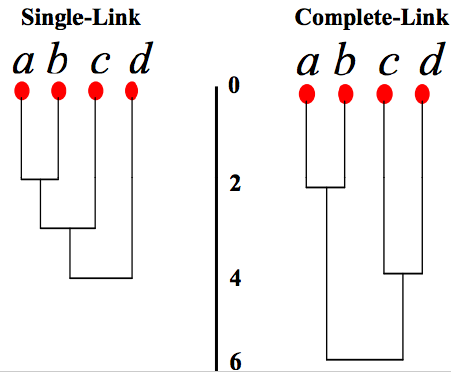 Single-Link
a b c d
Complete-Link
a b c d
0
2
4
6